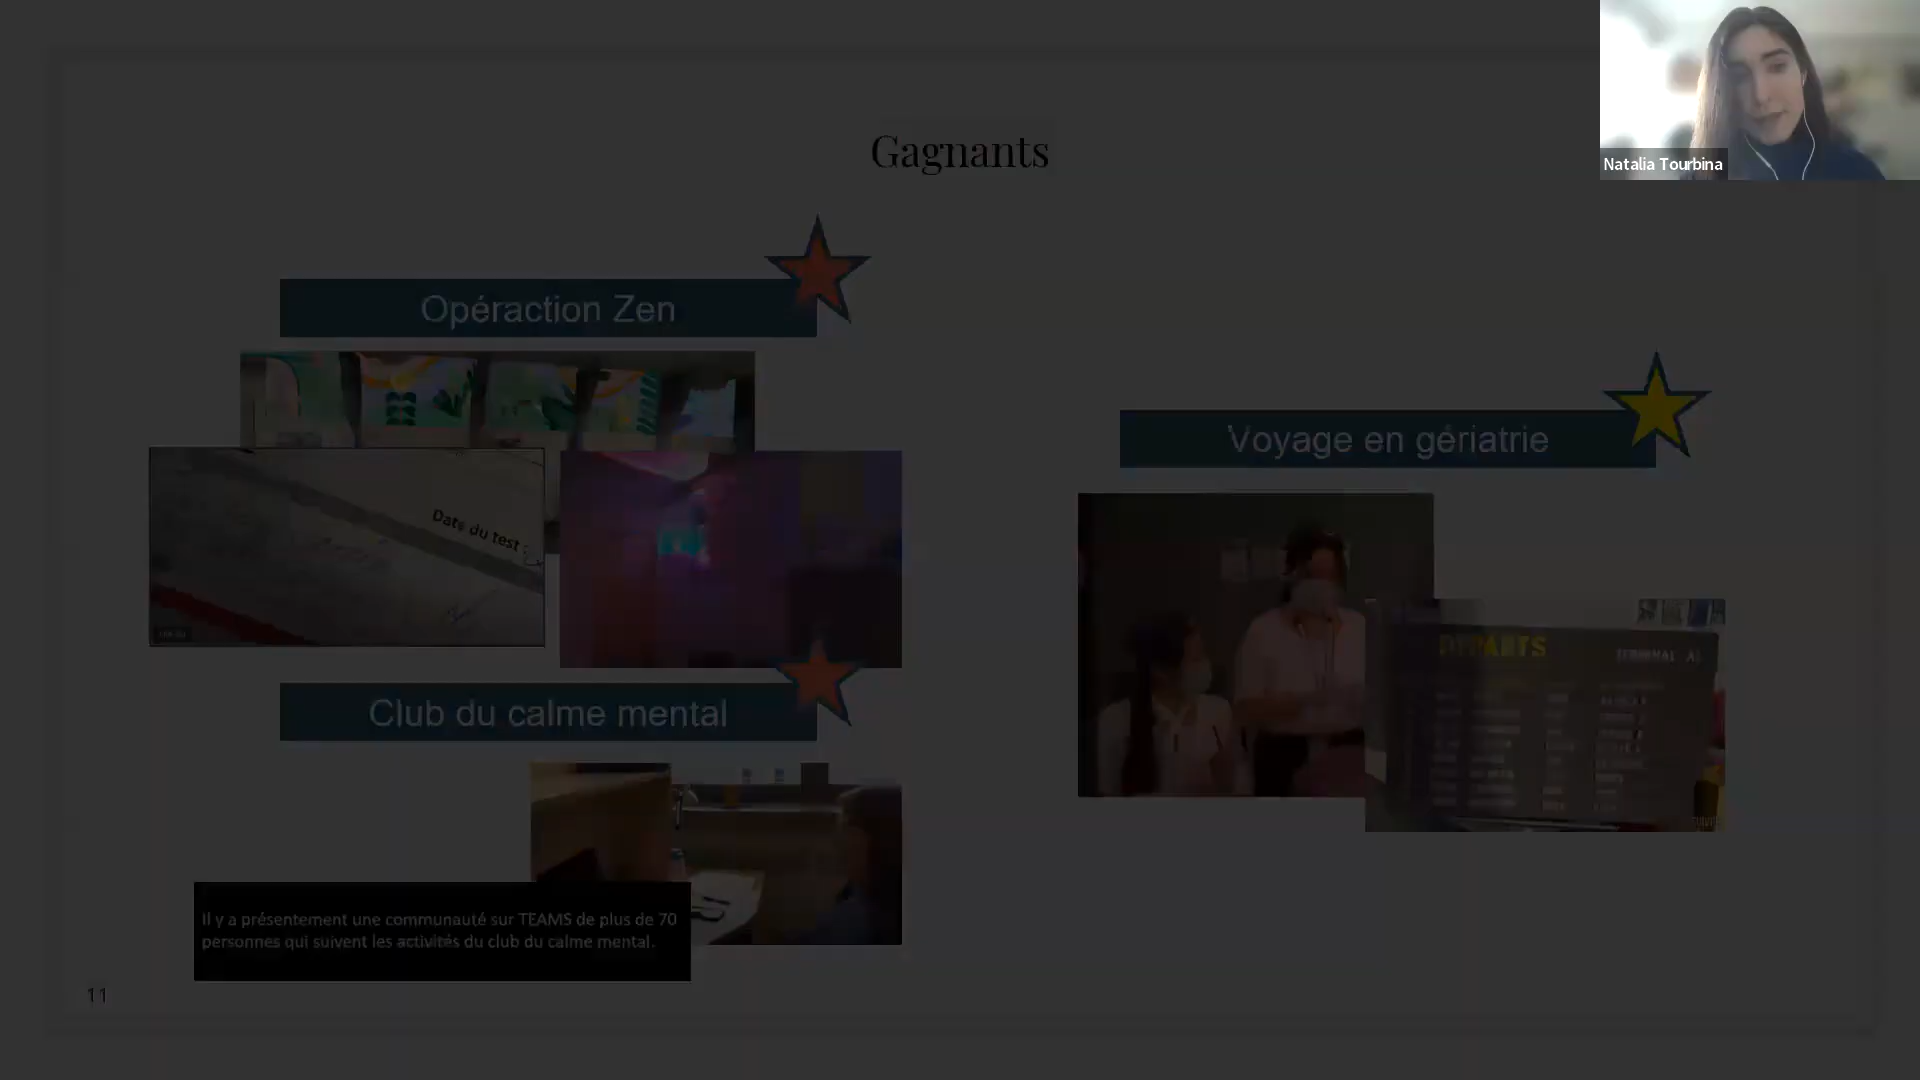 Natalia Tourbina
Gagnants
Opéraction Zen
Date du test :
Voyage en gériatrie
DÉPARTS
TERMINAL A
Club du calme mental
Il y a présentement une communauté sur TEAMS de plus de 70
personnes qui suivent les activités du club du calme mental.
11